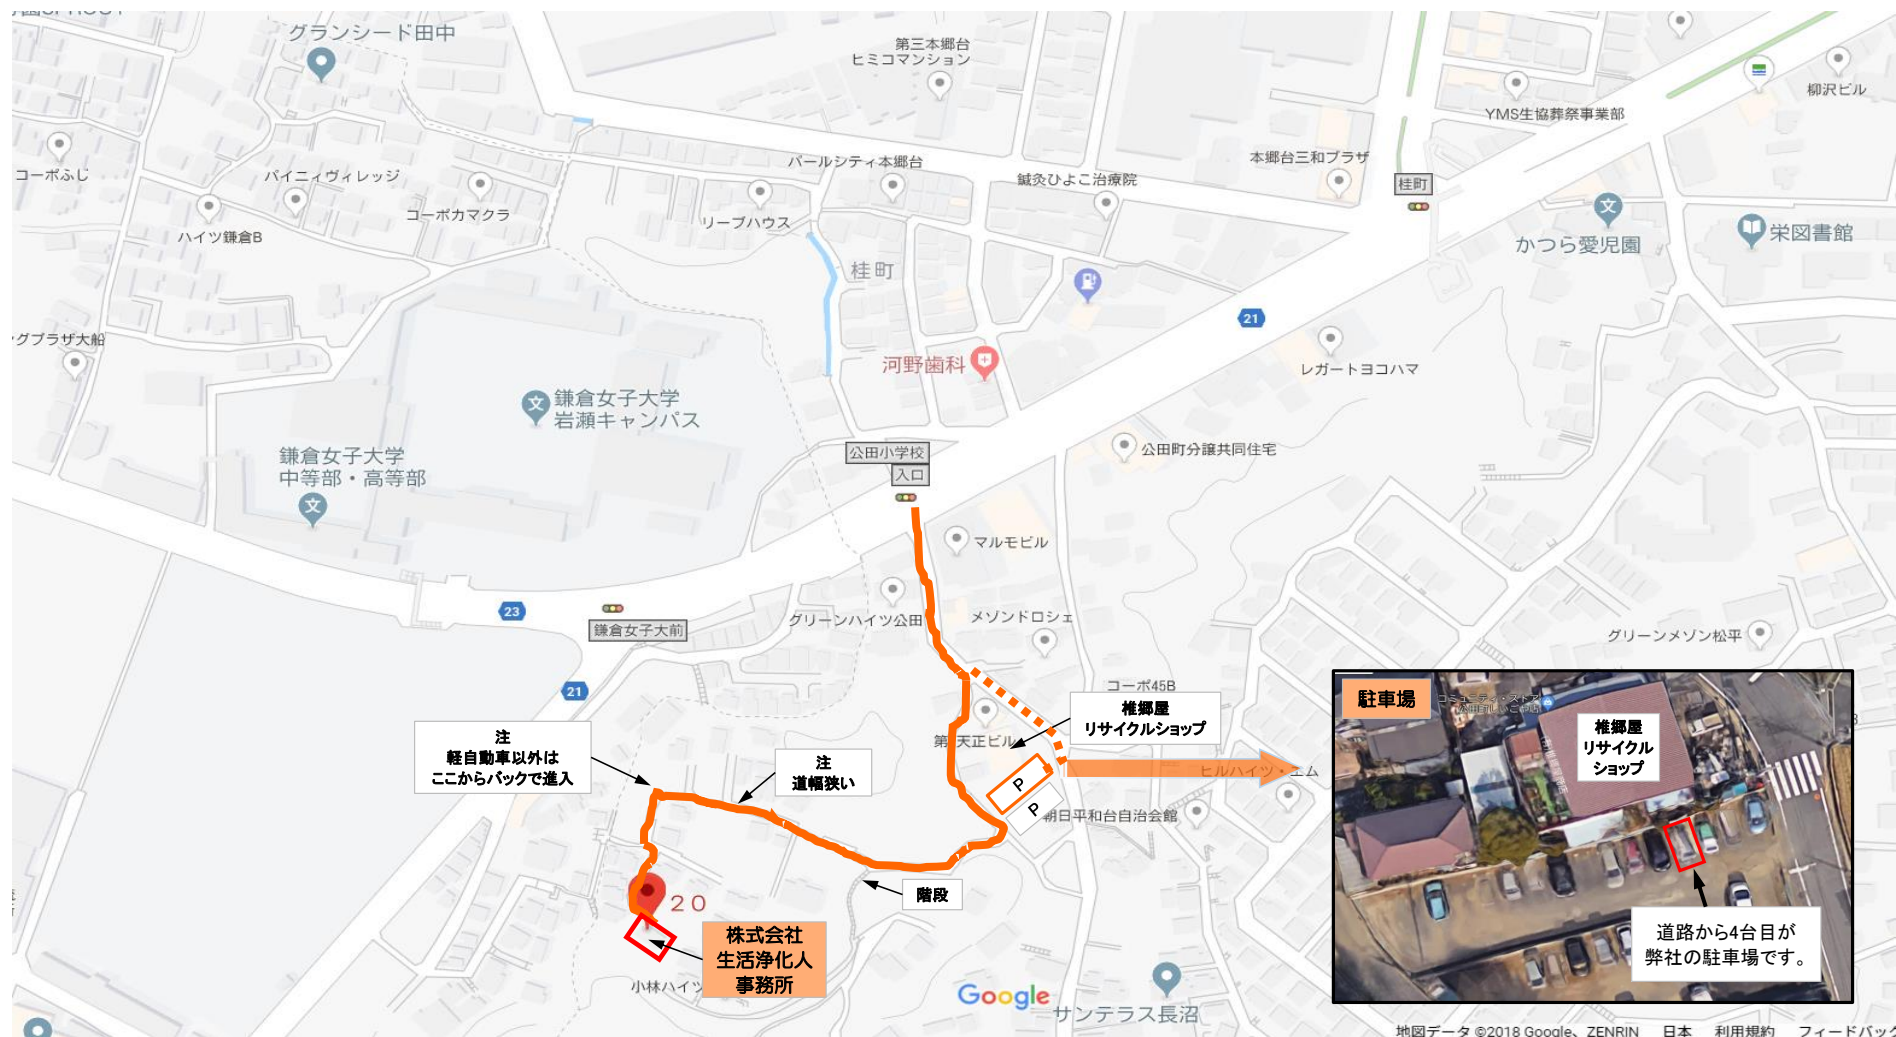 グランシード田中
第三本郷台
ヒミコマンション
柳沢ビル
YMS生協葬祭事業部
コーポふじ
パイニィヴィレッジ
コーポカマクラ
ハイツ鎌倉B
パールシティ本郷台
リーブハウス
鍼灸ひよこ治療院
本郷台三和プラザ
桂町
かつら愛児園
栄図書館
桂町
21
グプラザ大船
河野歯科
レガートヨコハマ
鎌倉女子大学
岩瀬キャンパス
鎌倉女子大学
中等部・高等部
公田小学校
入口
公田町分譲共同住宅
マルモビル
23
鎌倉女子大前
グリーンハイツ公田
メゾンドロシェ
グリーンメゾン松平
21
コーポ45B
椎郷屋
リサイクルショップ
第
天正ビル
注
軽自動車以外は
ここからバックで進入
注
道幅狭い
ヒルハイツ・エム
P
P
朝日平和台自治会館
階段
20
株式会社
生活浄化人
事務所
小林ハイツ
Google
サンテラス長沼
駐車場
コミュニティ・ストア
椎郷屋
リサイクル
ショップ
道路から4台目が
弊社の駐車場です。
地図データ ©2018 Google、ZENRIN 日本 利用規約 フィードバック